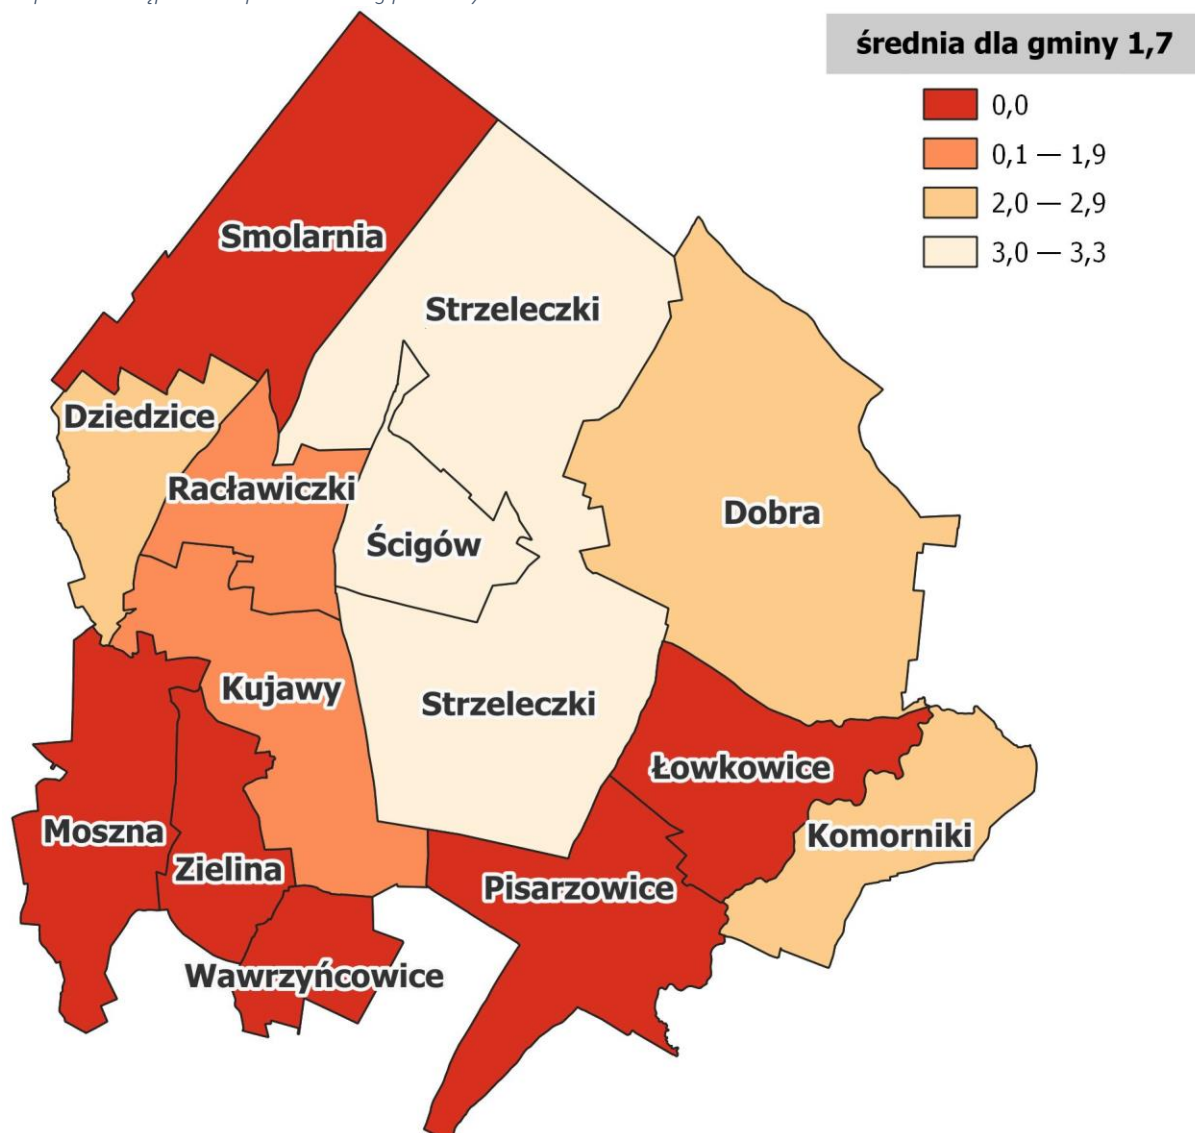 średnia dla gminy 1,7
0,0
0,1 — 1,9
2,0 — 2,9
3,0 — 3,3
Smolarnia
Strzeleczki
Dziedzice
Racławiczki
Dobra
Ścigów
Kujawy
Strzeleczki
Łowkowice
Moszna
Komorniki
Zielina
Pisarzowice
Wawrzyńcowice